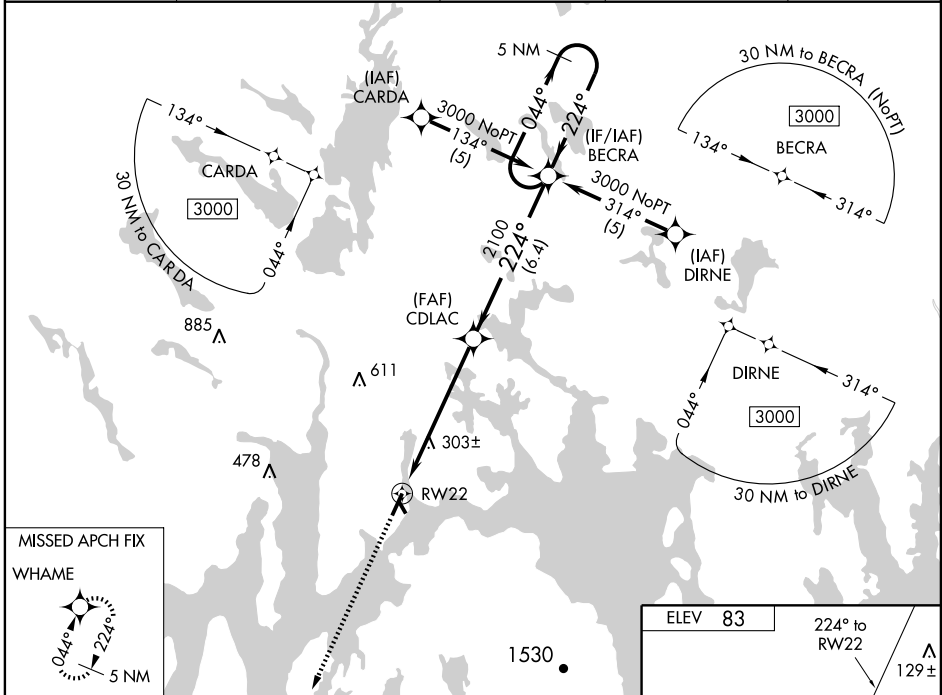 5 NM
044°
224°
(IAF)
CARDA
3000 NoPT
134°
(5)
(IF/IAF)
BECRA
3000 NoPT
314°
(5)
(IAF)
DIRNE
30 NM to BECRA (NoPT)
3000
BECRA
134°
314°
134°
CARDA
3000
044°
30 NM to CARDA
2100
224°
(6.4)
(FAF)
CDLAC
885
611
303±
478
RW22
DIRNE
314°
044°
3000
30 NM to DIRNE
MISSED APCH FIX
WHAME
044°
224°
5 NM
1530
ELEV 83
224° to
RW22
129±